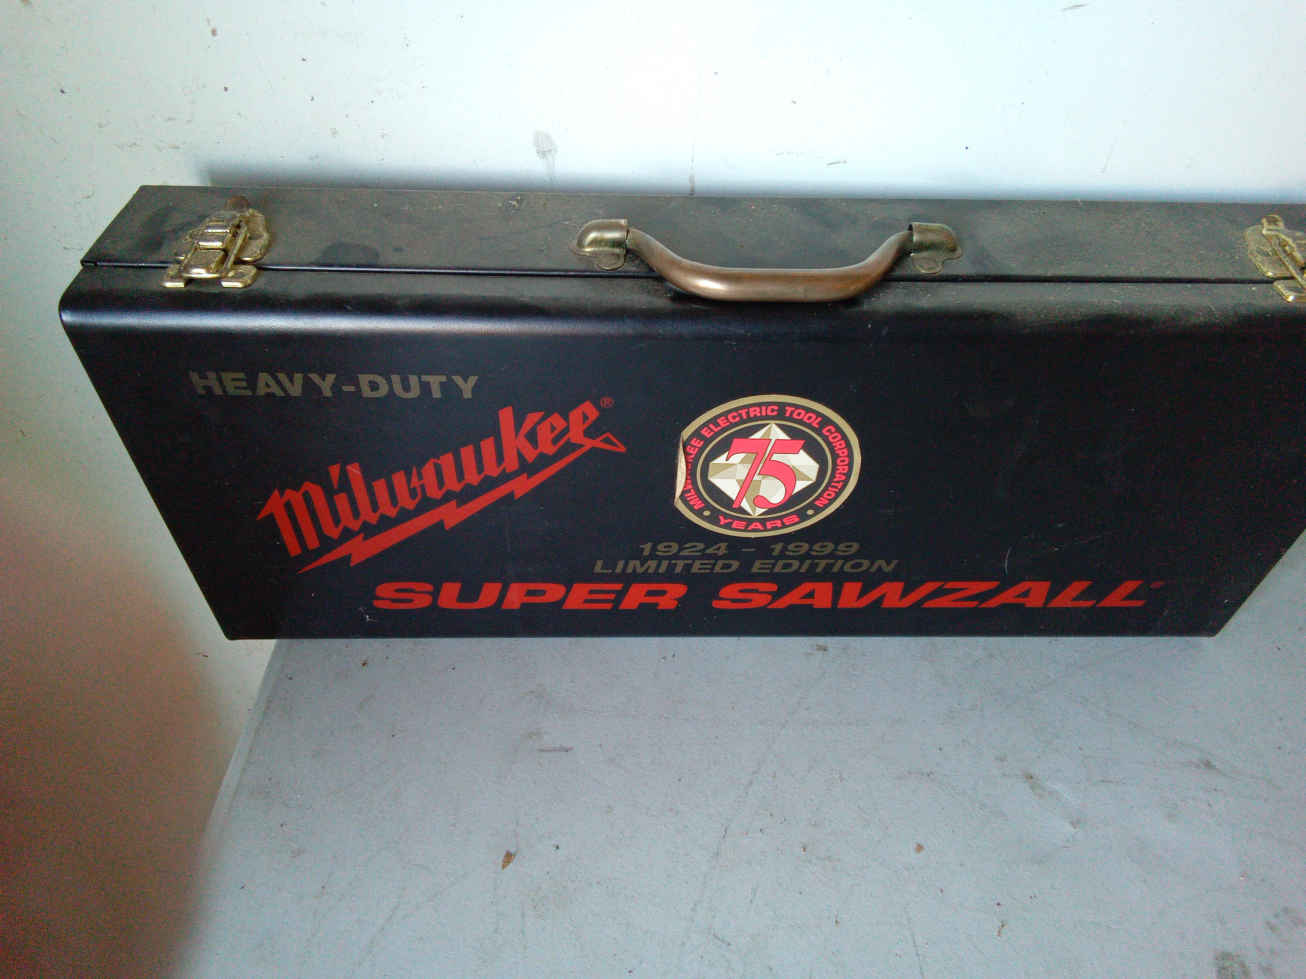 HEAVY-DUTY
Milwaukee®
MILWAUKEE ELECTRIC TOOL CORPORATION
75
• YEARS •
1924 - 1999
LIMITED EDITION
SUPER SAWZALL